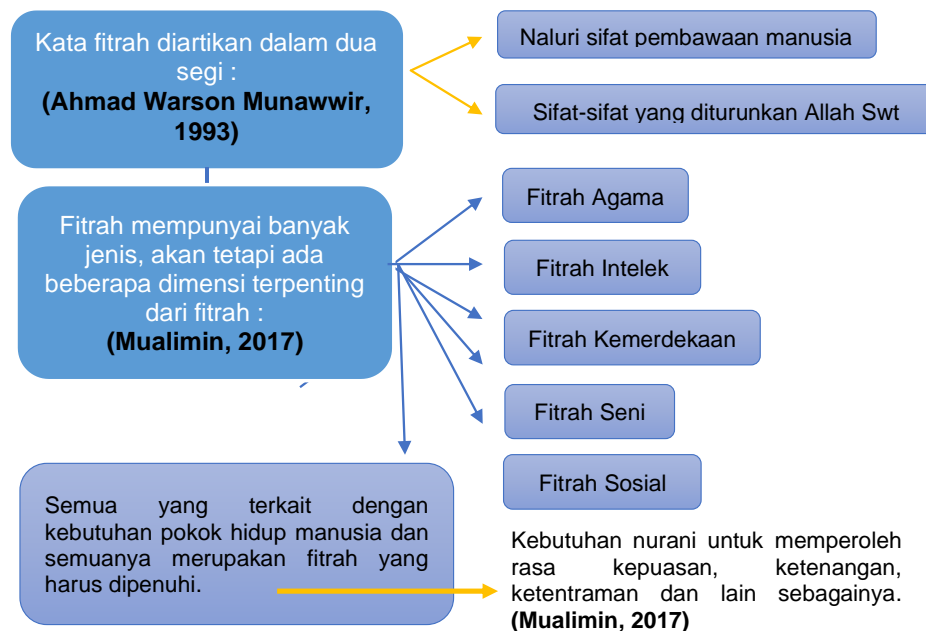 Kata fitrah diartikan dalam dua
segi :
(Ahmad Warson Munawwir,
1993)
Naluri sifat pembawaan manusia
Sifat-sifat yang diturunkan Allah Swt
Fitrah mempunyai banyak
jenis, akan tetapi ada
beberapa dimensi terpenting
dari fitrah :
(Mualimin, 2017)
Fitrah Agama
Fitrah Intelek
Fitrah Kemerdekaan
Fitrah Seni
Fitrah Sosial
Semua yang terkait dengan
kebutuhan pokok hidup manusia dan
semuanya merupakan fitrah yang
harus dipenuhi.
Kebutuhan nurani untuk memperoleh
rasa kepuasan, ketenangan,
ketentraman dan lain sebagainya.
(Mualimin, 2017)